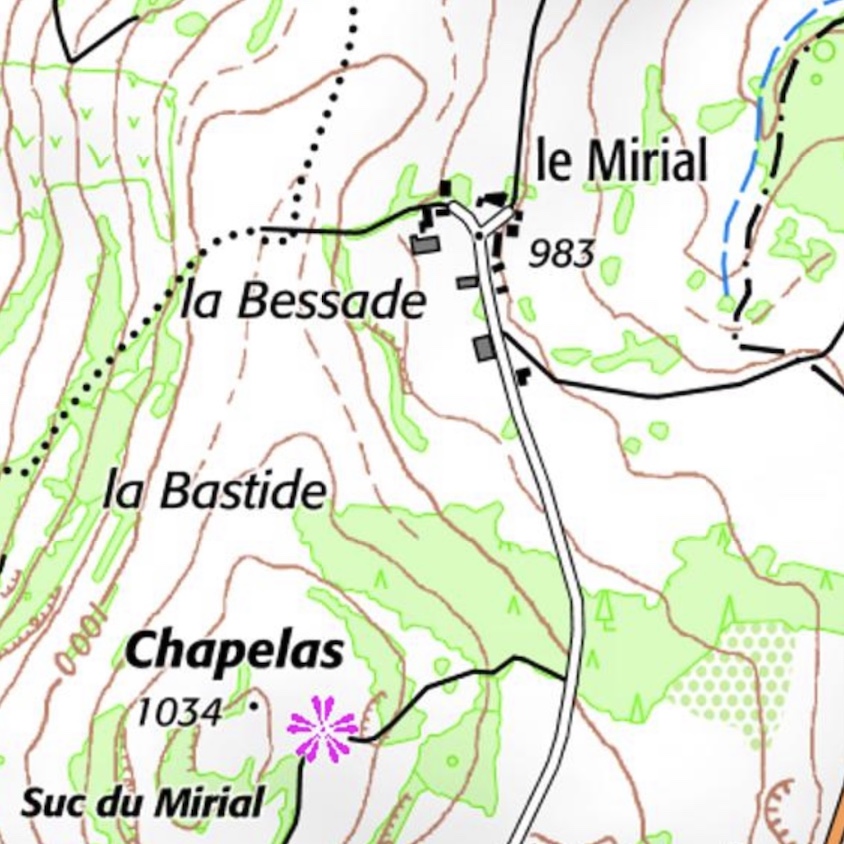 le Mirial
983
la Bessade
la Bastide
1000
Chapelas
1034
Suc du Mirial